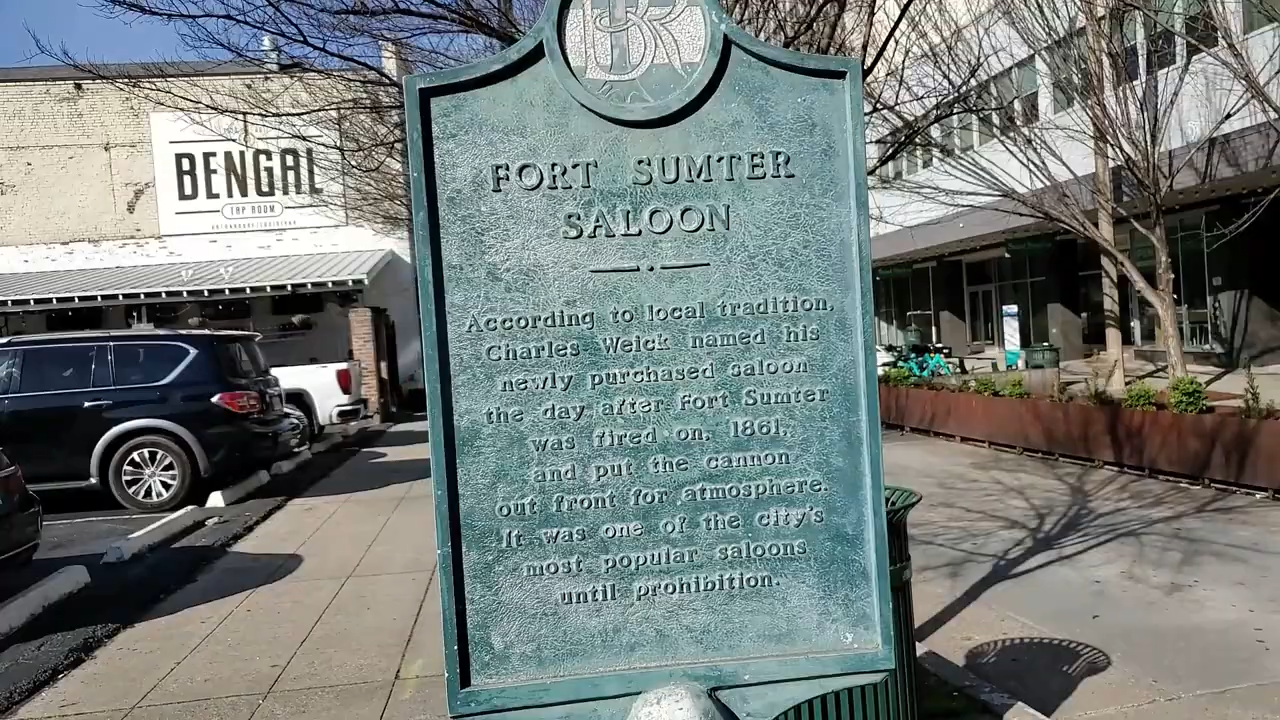 BR
BENGAL
TAP ROOM
FORT SUMTER
SALOON
According to local tradition,
Charles Weick named his
newly purchased saloon
the day after Fort Sumter
was fired on, 1861,
and put the cannon
out front for atmosphere.
It was one of the city's
most popular saloons
until prohibition.